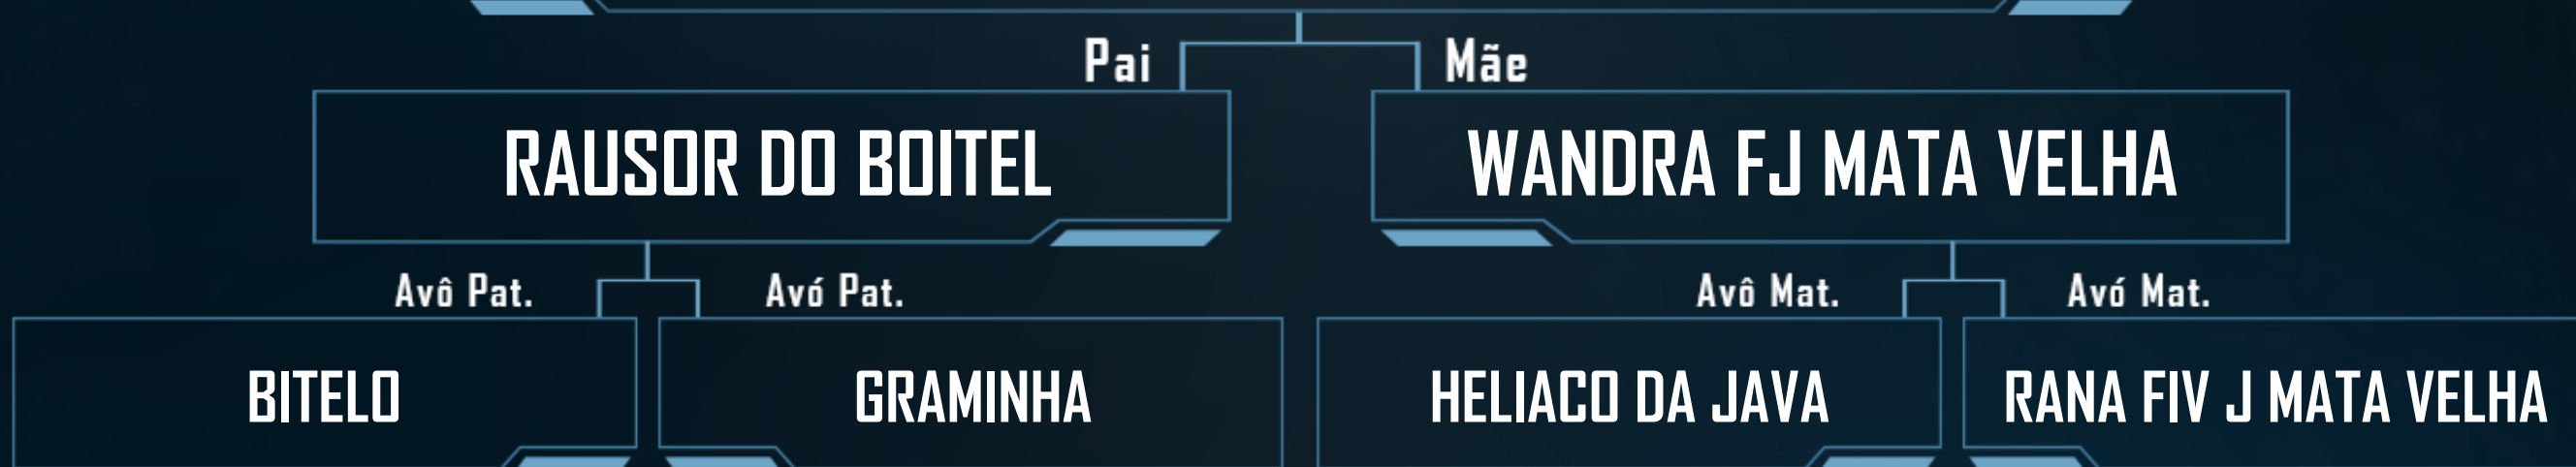 Pai
Mãe
RAUSOR DO BOITEL
WANDRA FJ MATA VELHA
Avô Pat.
Avó Pat.
Avô Mat.
Avó Mat.
BITELO
GRAMINHA
HELIACO DA JAVA
RANA FIV J MATA VELHA